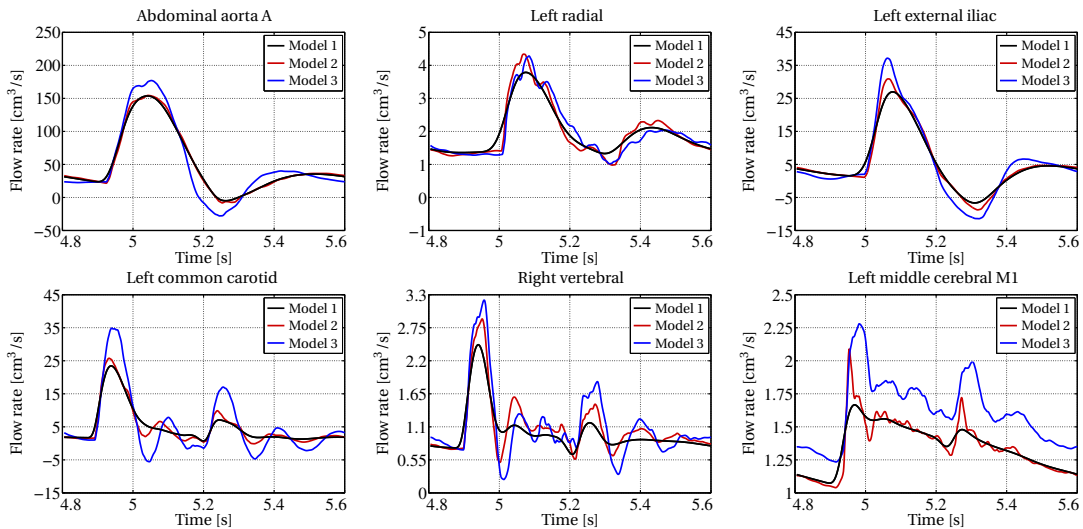 Abdominal aorta A
Flow rate [cm³/s]
250
200
150
100
50
0
−50
Model 1
Model 2
Model 3
4.8 5 5.2 5.4 5.6
Time [s]
Left radial
Flow rate [cm³/s]
6
5
4
2
1
0
−1
Model 1
Model 2
Model 3
4.8 5 5.2 5.4 5.6
Time [s]
Left external iliac
Flow rate [cm³/s]
45
35
25
15
5
−5
−15
Model 1
Model 2
Model 3
4.8 5 5.2 5.4 5.6
Time [s]
Left common carotid
Flow rate [cm³/s]
45
35
25
15
5
−5
−15
Model 1
Model 2
Model 3
4.8 5 5.2 5.4 5.6
Time [s]
Right vertebral
Flow rate [cm³/s]
3.3
2.75
2.2
1.65
1.1
0.55
0
Model 1
Model 2
Model 3
4.8 5 5.2 5.4 5.6
Time [s]
Left middle cerebral M1
Flow rate [cm³/s]
2.5
2.25
2
1.75
1.5
1.25
1
Model 1
Model 2
Model 3
4.8 5 5.2 5.4 5.6
Time [s]